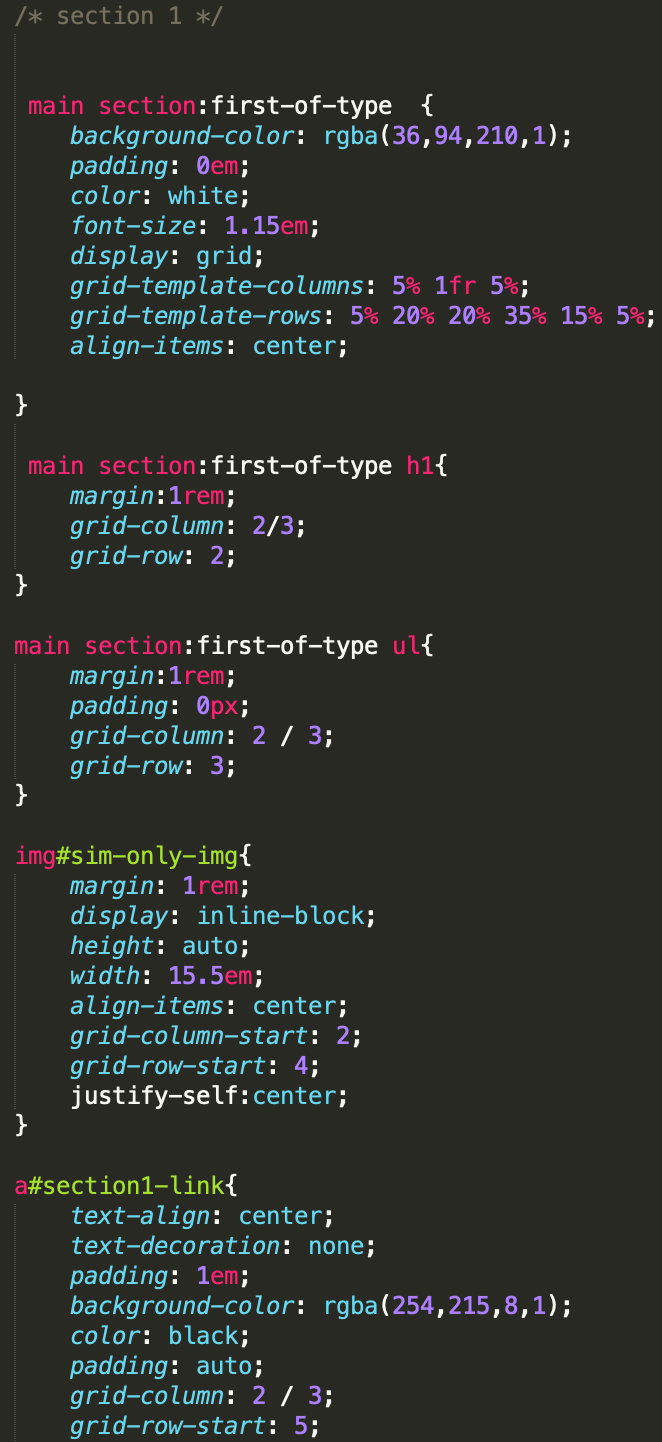 /* section 1 */
main section:first-of-type  {
background-color: rgba(36,94,210,1);
padding: 0em;
color: white;
font-size: 1.15em;
display: grid;
grid-template-columns: 5% 1fr 5%;
grid-template-rows: 5% 20% 20% 35% 15% 5%;
align-items: center;
}
main section:first-of-type h1{
margin:1rem;
grid-column: 2/3;
grid-row: 2;
}
main section:first-of-type ul{
margin:1rem;
padding: 0px;
grid-column: 2 / 3;
grid-row: 3;
}
img#sim-only-img{
margin: 1rem;
display: inline-block;
height: auto;
width: 15.5em;
align-items: center;
grid-column-start: 2;
grid-row-start: 4;
justify-self:center;
}
a#section1-link{
text-align: center;
text-decoration: none;
padding: 1em;
background-color: rgba(254,215,8,1);
color: black;
padding: auto;
grid-column: 2 / 3;
grid-row-start: 5;